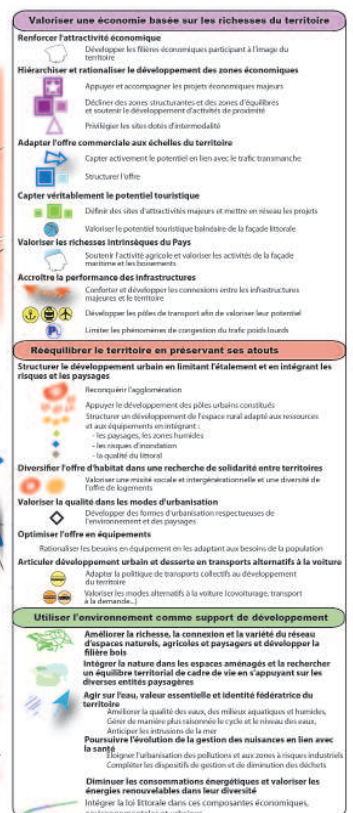 Valoriser une économie basée sur les richesses du territoire
Renforcer l'attractivité économique
Développer les filières économiques participant à l'image du
territoire
Hiérarchiser et rationaliser le développement des zones économiques
Appuyer et accompagner les projets économiques majeurs
Décliner des zones structurantes et des zones d'équilibres
et soutenir le développement d'activités de proximité
Privilégier les sites dotés d'intermodalité
Adapter l'offre commerciale aux échelles du territoire
Capter activement le potentiel en lien avec le trafic transmanche
Structurer l'offre
Capter véritablement le potentiel touristique
Définir des sites d'attractivités majeurs et mettre en réseau les projets
Valoriser le potentiel touristique balnéaire de la façade littorale
Valoriser les richesses intrinsèques du Pays
Soutenir l'activité agricole et valoriser les activités de la façade
maritime et les boisements
Accroître la performance des infrastructures
Conforter et développer les connexions entre les infrastructures
majeures et le territoire
Développer les pôles de transport afin de valoriser leur potentiel
Limiter les phénomènes de congestion du trafic poids lourds
Rééquilibrer le territoire en préservant ses atouts
Structurer le développement urbain en limitant l'étalement et en intégrant les
risques et les paysages
Reconquérir l'agglomération
Appuyer le développement des pôles urbains constitués
Structurer un développement de l'espace rural adapté aux ressources
et aux équipements en intégrant :
- les paysages, les zones humides
- les risques d'inondation
- la qualité du littoral
Diversifier l'offre d'habitat dans une recherche de solidarité entre territoires
Valoriser une mixité sociale et intergénérationnelle et une diversité de
l'offre de logements
Valoriser la qualité dans les modes d'urbanisation
Développer des formes d'urbanisation respectueuses de
l'environnement et des paysages
Optimiser l'offre en équipements
Rationaliser les besoins en équipement en les adaptant aux besoins de la population
Articuler développement urbain et desserte en transports alternatifs à la voiture
Adapter la politique de transports collectifs au développement
du territoire
Valoriser les modes alternatifs à la voiture (covoiturage, transport
à la demande...)
Utiliser l'environnement comme support de développement
Améliorer la richesse, la connexion et la variété du réseau
d'espaces naturels, agricoles et paysagers et développer la
filière bois
Intégrer la nature dans les espaces aménagés et la rechercher
un équilibre territorial de cadre de vie en s'appuyant sur les
diverses entités paysagères
Agir sur l'eau, valeur essentielle et identité fédératrice du
territoire
Améliorer la qualité des eaux, des milieux aquatiques et humides,
Gérer de manière plus raisonnée le cycle et le niveau des eaux,
Anticiper les intrusions de la mer
Poursuivre l'évolution de la gestion des nuisances en lien avec
la santé
Eloigner l'urbanisation des pollutions et aux zones à risques industriels
Compléter les dispositifs de gestion et de diminution des déchets
Diminuer les consommations énergétiques et valoriser les
énergies renouvelables dans leur diversité
Intégrer la loi littorale dans ces composantes économiques,